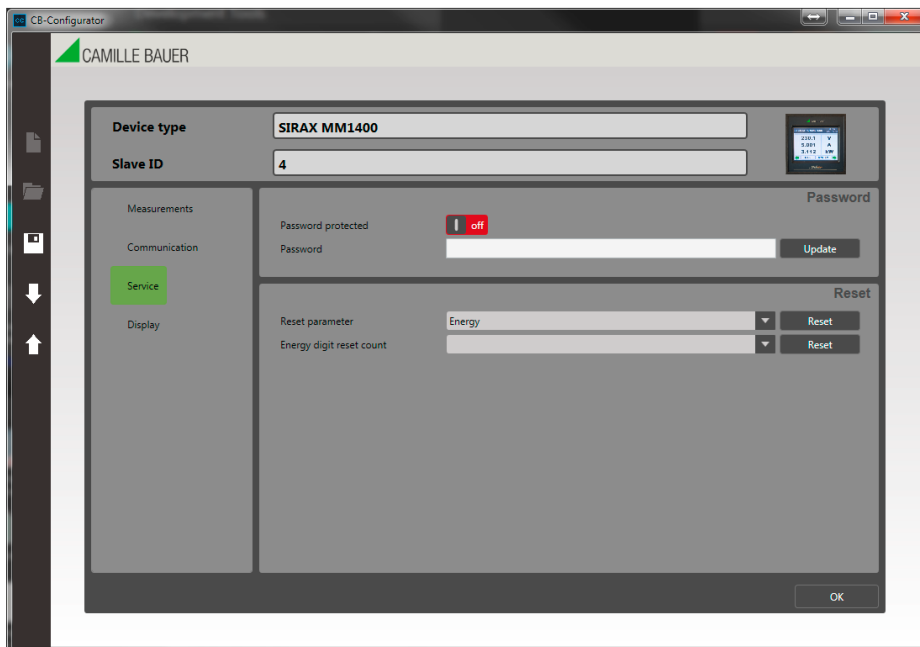 CB-Configurator
CAMILLE BAUER
Device type
SIRAX MM1400
Slave ID
4
Measurements
Communication
Service
Display
Password
Password protected
off
Password
Update
Reset
Reset parameter
Energy
Reset
Energy digit reset count
Reset
OK